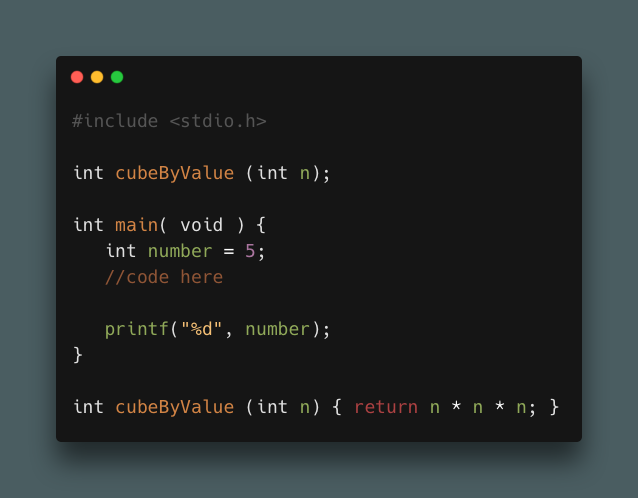 #include <stdio.h>
int cubeByValue (int n);
int main( void ) {
int number = 5;
//code here
printf("%d", number);
}
int cubeByValue (int n) { return n * n * n; }